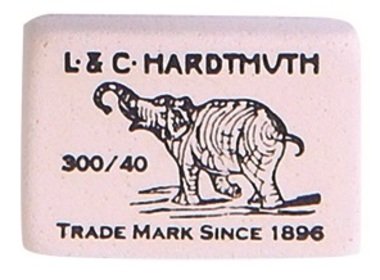 L·&C·HARDTMUTH
300/40
TRADE MARK SINCE 1896